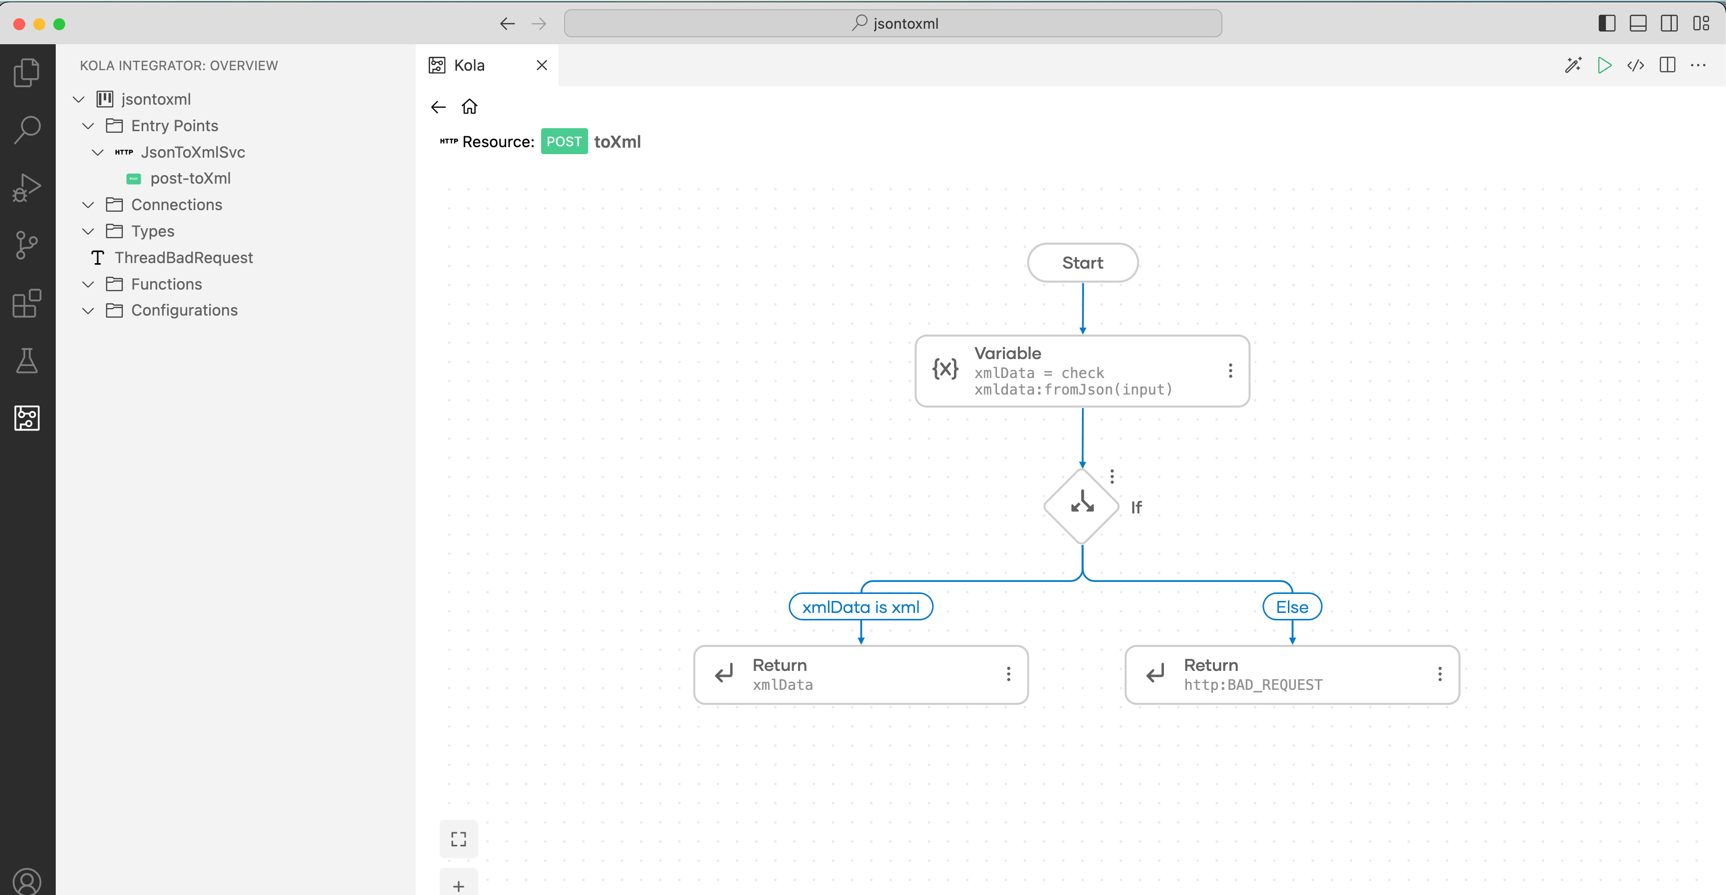 jsontoxml
KOLA INTEGRATOR: OVERVIEW
jsontoxml
Entry Points
HTTP JsonToXmlSvc
post-toXml
Connections
Types
T ThreadBadRequest
Functions
Configurations
Kola
HTTP Resource: POST toXml
Start
{x} Variable
xmlData = check
xmldata:fromJson(input)
If
xmlData is xml
Else
Return
xmlData
Return
http:BAD_REQUEST